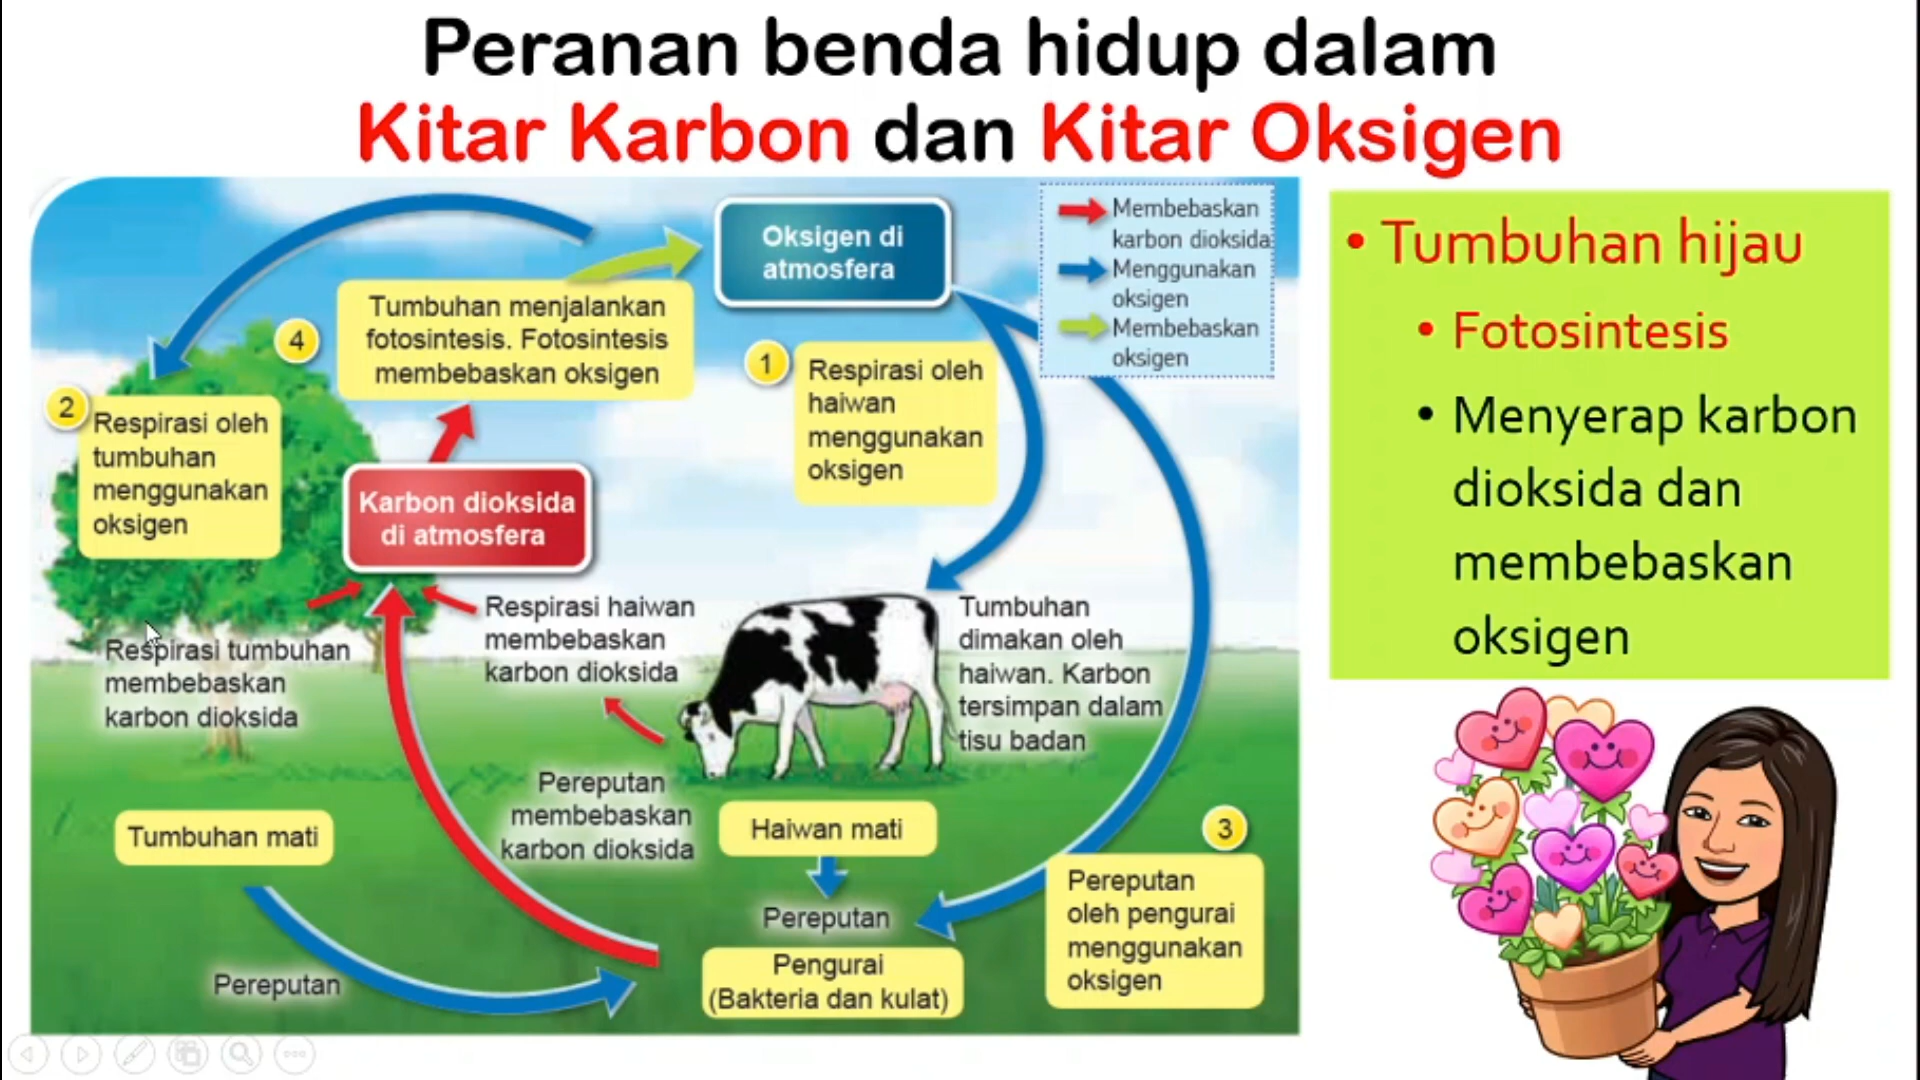 Peranan benda hidup dalam
Kitar Karbon dan Kitar Oksigen
Oksigen di
atmosfera
Membebaskan
karbon dioksida
Menggunakan
oksigen
Membebaskan
oksigen
4
Tumbuhan menjalankan
fotosintesis. Fotosintesis
membebaskan oksigen
1
Respirasi oleh
haiwan
menggunakan
oksigen
2
Respirasi oleh
tumbuhan
menggunakan
oksigen
Karbon dioksida
di atmosfera
Respirasi tumbuhan
membebaskan
karbon dioksida
Respirasi haiwan
membebaskan
karbon dioksida
Tumbuhan
dimakan oleh
haiwan. Karbon
tersimpan dalam
tisu badan
Pereputan
membebaskan
karbon dioksida
Tumbuhan mati
Haiwan mati
3
Pereputan
oleh pengurai
menggunakan
oksigen
Pereputan
Pengurai
(Bakteria dan kulat)
Pereputan
• Tumbuhan hijau
• Fotosintesis
• Menyerap karbon
dioksida dan
membebaskan
oksigen